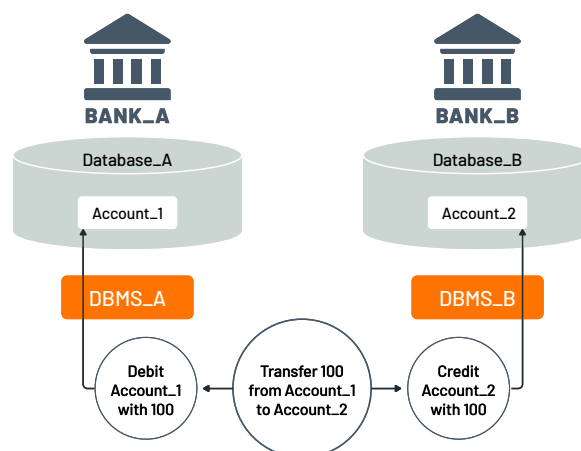 BANK_A
BANK_B
Database_A
Database_B
Account_1
Account_2
DBMS_A
DBMS_B
Debit
Account_1
with 100
Transfer 100
from Account_1
to Account_2
Credit
Account_2
with 100